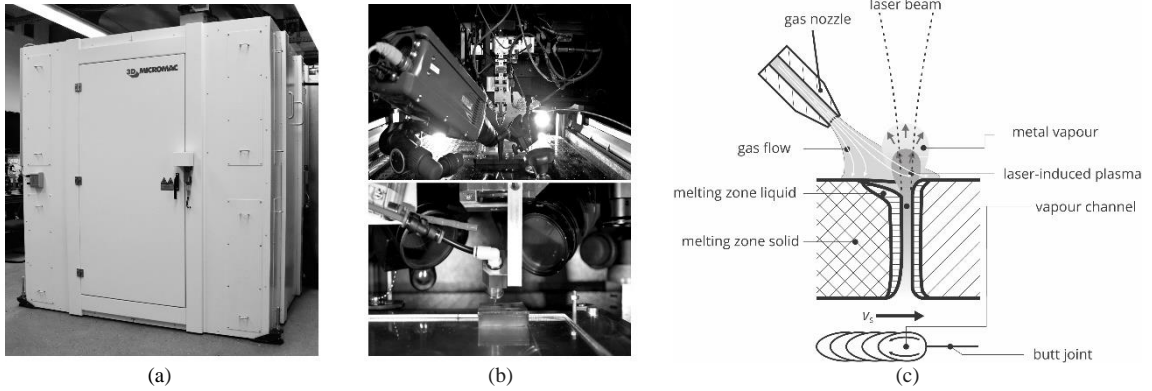 3D MICROMAC
laser beam
gas nozzle
metal vapour
gas flow
laser-induced plasma
melting zone liquid
vapour channel
melting zone solid
vₛ
butt joint
(a)
(b)
(c)